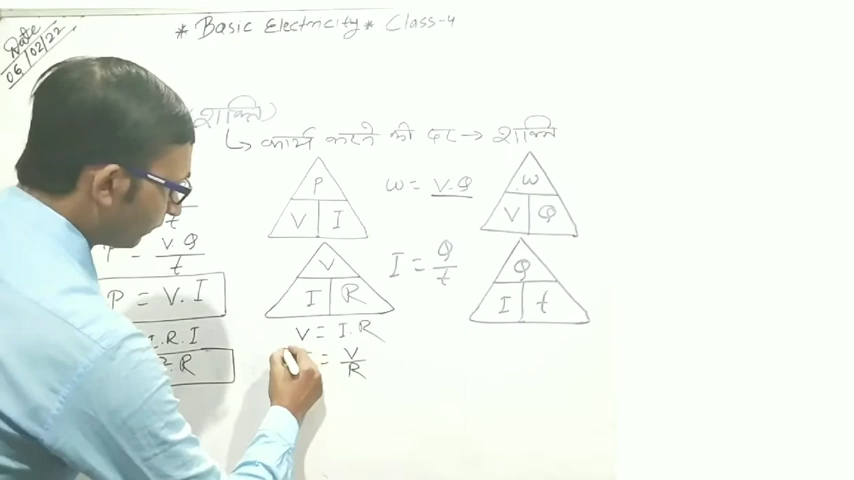 Date
06/02/22
* Basic Electricity * Class-4
(शक्ति)
↳ कार्य करने की दर → शक्ति
P
V I
W = V.Q
W
V Q
t
V.Q
t
P = V.I
V
I R
I = Q
t
Q
I t
I.R.I
V = I.R
R
= V
R